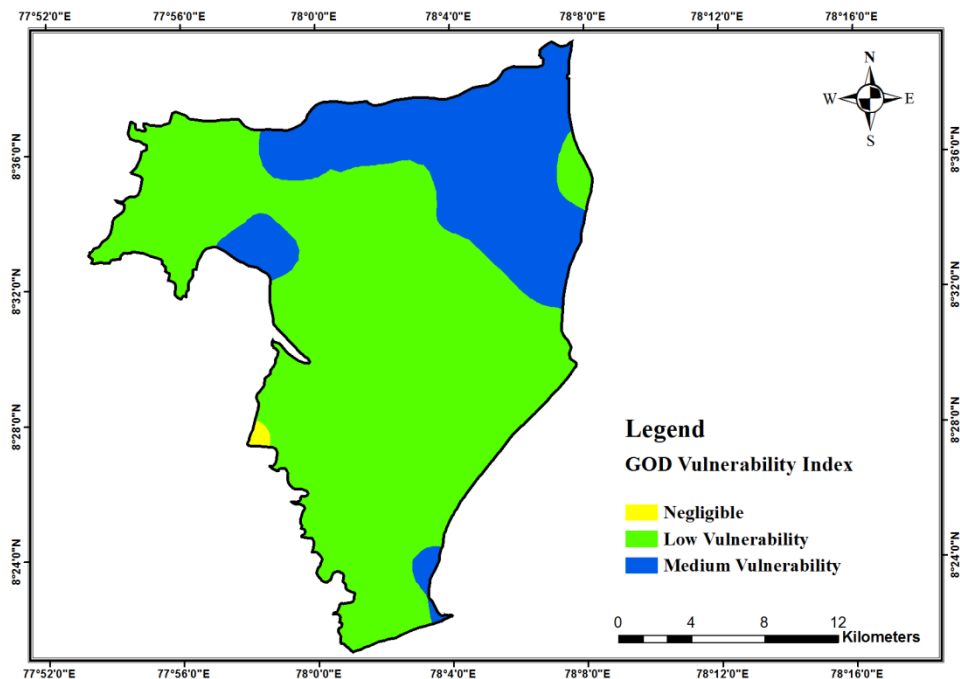 77°52'0"E 77°56'0"E 78°0'0"E 78°4'0"E 78°8'0"E 78°12'0"E 78°16'0"E
N
W E
S
8°36'0"N 8°36'0"N
8°32'0"N 8°32'0"N
8°28'0"N 8°28'0"N
Legend
GOD Vulnerability Index
Negligible
Low Vulnerability
8°24'0"N 8°24'0"N
Medium Vulnerability
0 4 8 12
Kilometers
77°52'0"E 77°56'0"E 78°0'0"E 78°4'0"E 78°8'0"E 78°12'0"E 78°16'0"E